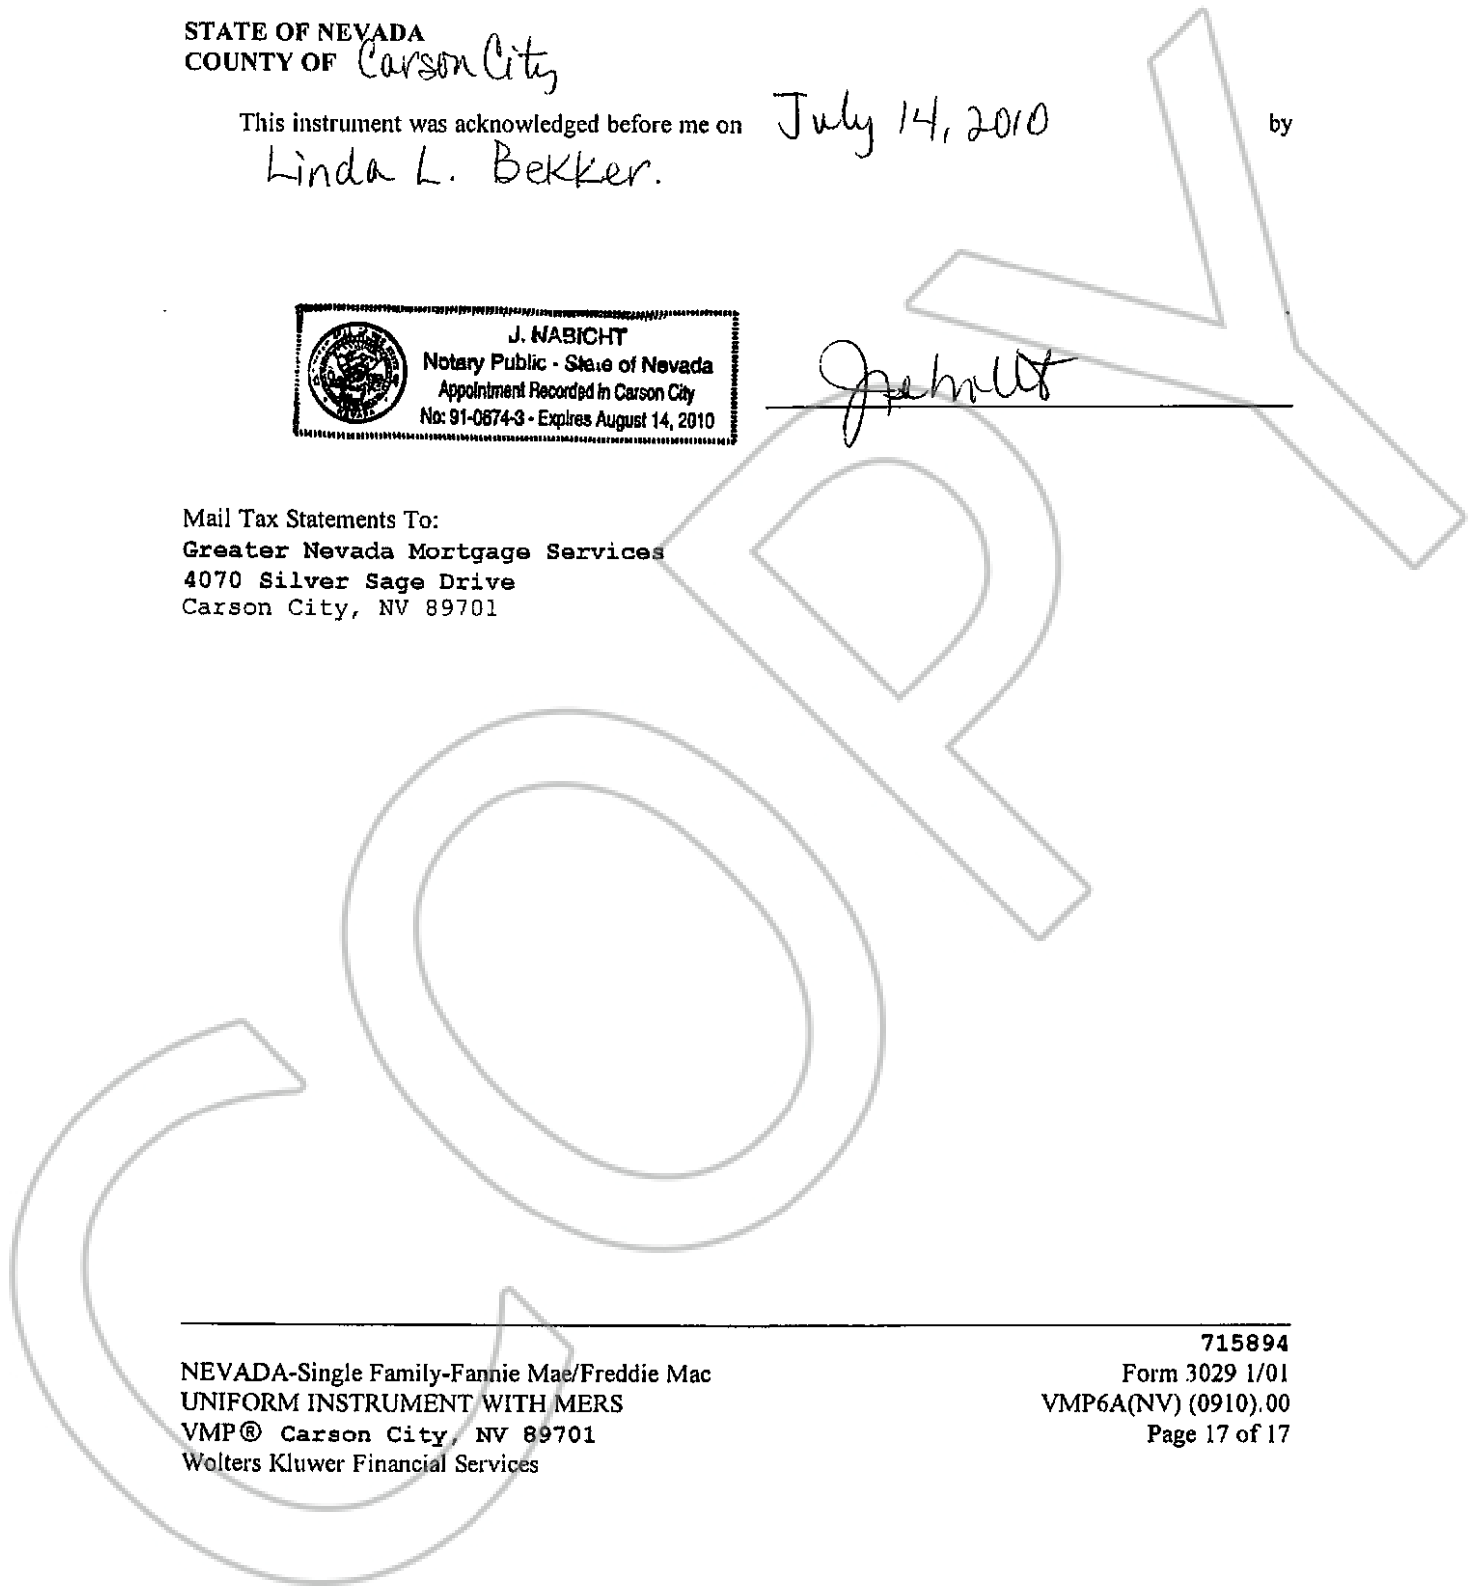 STATE OF NEVADA
COUNTY OF Carson City
This instrument was acknowledged before me on July 14, 2010 by
Linda L. Bekker.
J. NABICHT
Notary Public - State of Nevada
Appointment Recorded in Carson City
No: 91-0674-3 - Expires August 14, 2010
Mail Tax Statements To:
Greater Nevada Mortgage Services
4070 Silver Sage Drive
Carson City, NV 89701
COPY
715894
NEVADA-Single Family-Fannie Mae/Freddie Mac Form 3029 1/01
UNIFORM INSTRUMENT WITH MERS VMP6A(NV) (0910).00
VMP® Carson City, NV 89701 Page 17 of 17
Wolters Kluwer Financial Services